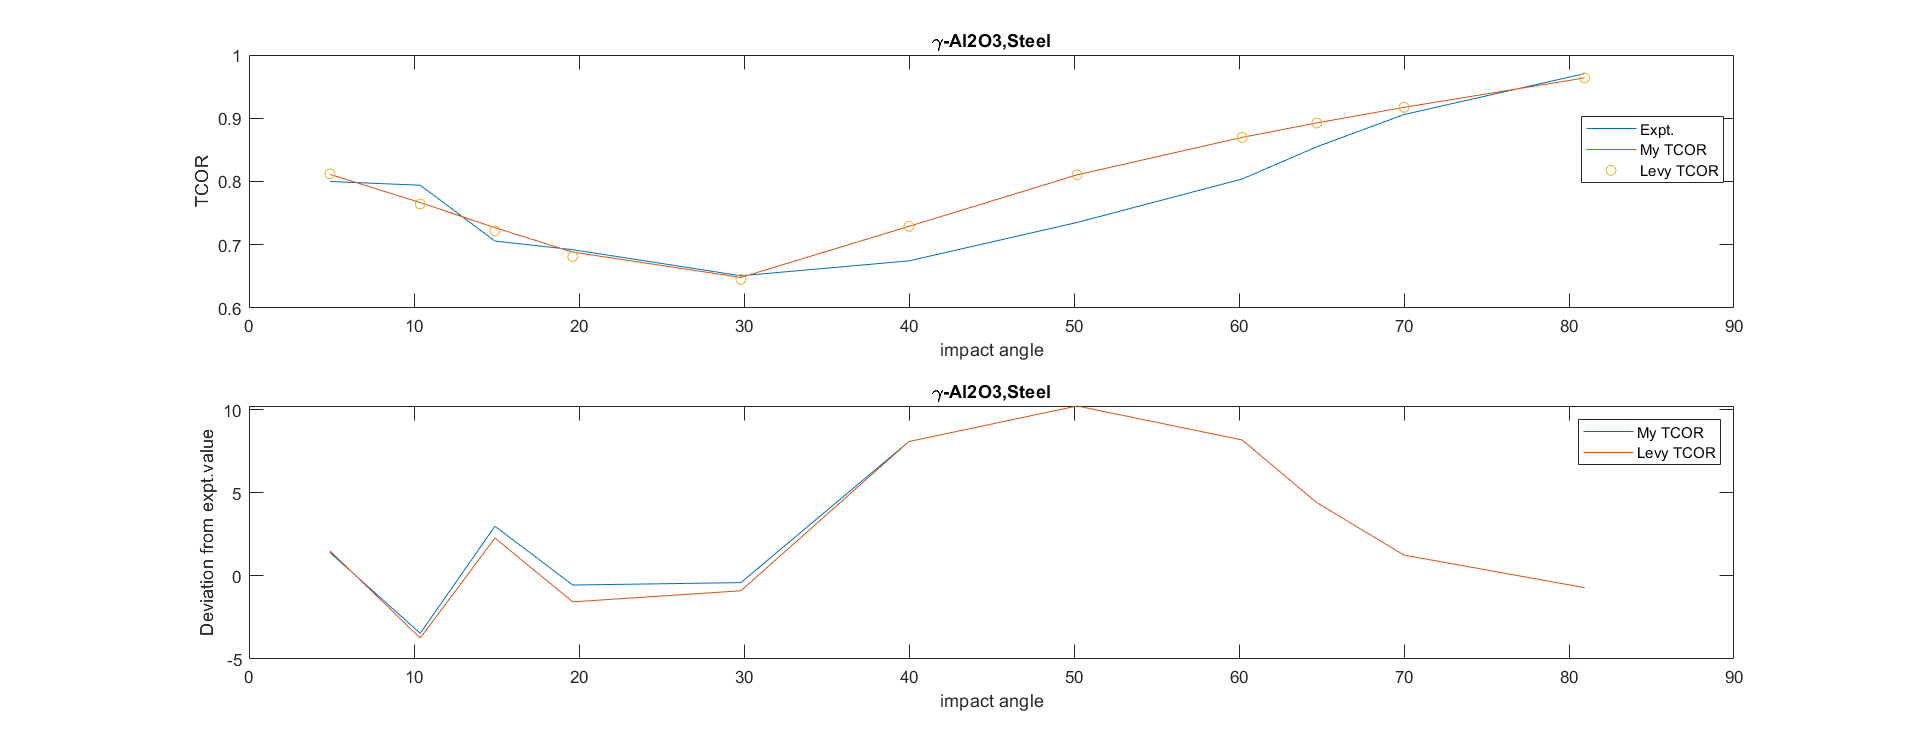 γ-Al2O3,Steel
1
0.9
0.8
0.7
0.6
TCOR
Expt.
My TCOR
Levy TCOR
0 10 20 30 40 50 60 70 80 90
impact angle
γ-Al2O3,Steel
10
5
0
-5
Deviation from expt.value
My TCOR
Levy TCOR
0 10 20 30 40 50 60 70 80 90
impact angle